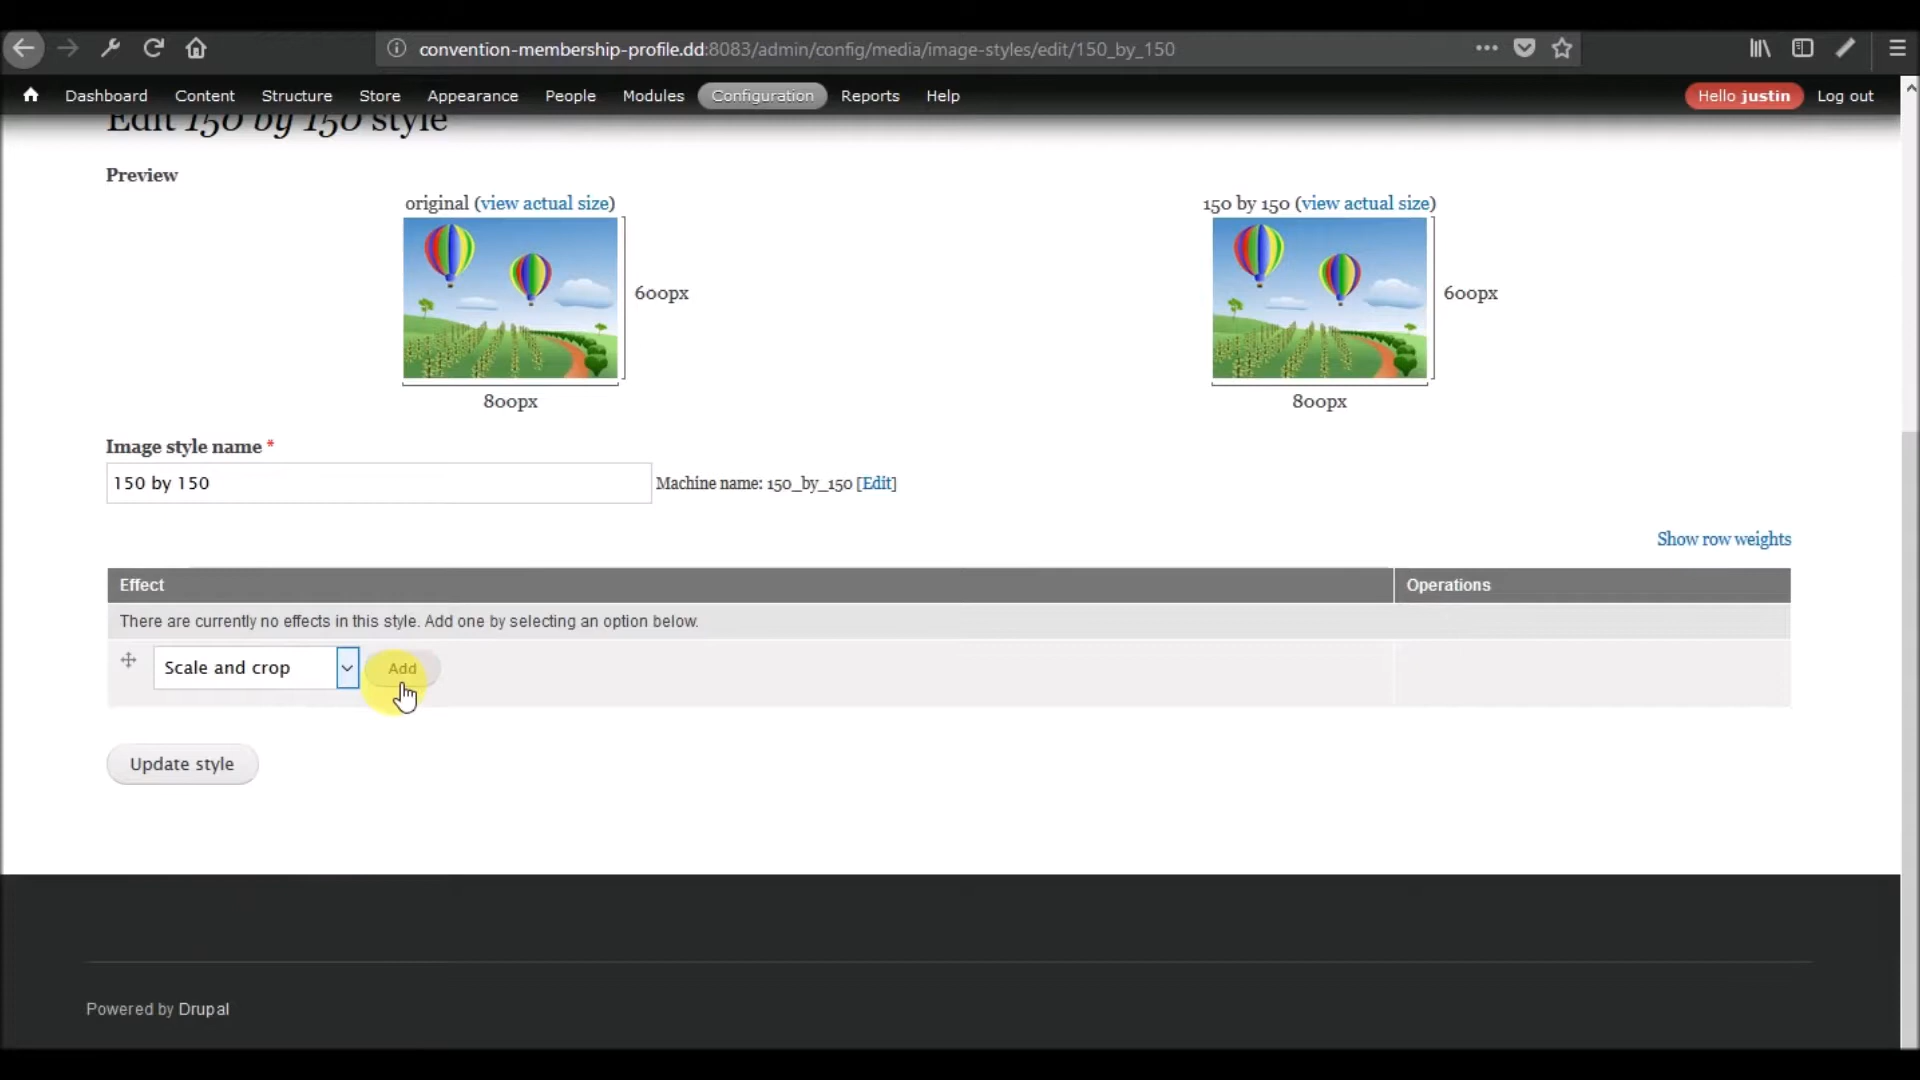 convention-membership-profile.dd:8083/admin/config/media/image-styles/edit/150_by_150
Dashboard Content Structure Store Appearance People Modules Configuration Reports Help Hello justin Log out
Edit 150 by 150 style
Preview
original (view actual size)
600px
800px
150 by 150 (view actual size)
600px
800px
Image style name *
150 by 150 Machine name: 150_by_150 [Edit]
Show row weights
Effect Operations
There are currently no effects in this style. Add one by selecting an option below.
Scale and crop Add
Update style
Powered by Drupal